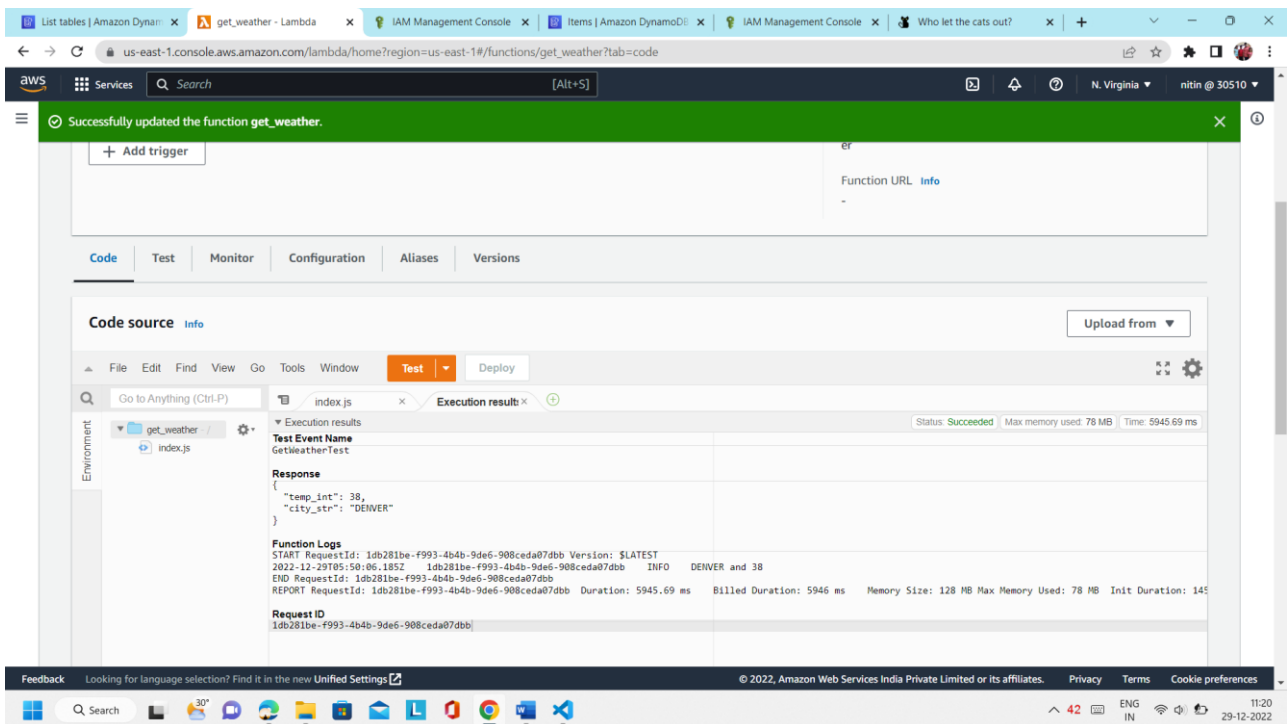 List tables | Amazon Dynam
get_weather - Lambda
IAM Management Console
Items | Amazon DynamoDB
IAM Management Console
Who let the cats out?
us-east-1.console.aws.amazon.com/lambda/home?region=us-east-1#/functions/get_weather?tab=code
aws
Services
Search
[Alt+S]
N. Virginia
nitin @ 30510
Successfully updated the function get_weather.
+ Add trigger
er
Function URL Info
-
Code
Test
Monitor
Configuration
Aliases
Versions
Code source Info
Upload from
File Edit Find View Go Tools Window
Test
Deploy
Go to Anything (Ctrl-P)
index.js
Execution results
Environment
get_weather - /
index.js
Execution results
Status: Succeeded
Max memory used: 78 MB
Time: 5945.69 ms
Test Event Name
GetWeatherTest
Response
{
"temp_int": 38,
"city_str": "DENVER"
}
Function Logs
START RequestId: 1db281be-f993-4b4b-9de6-908ceda07dbb Version: $LATEST
2022-12-29T05:50:06.185Z 1db281be-f993-4b4b-9de6-908ceda07dbb INFO DENVER and 38
END RequestId: 1db281be-f993-4b4b-9de6-908ceda07dbb
REPORT RequestId: 1db281be-f993-4b4b-9de6-908ceda07dbb Duration: 5945.69 ms Billed Duration: 5946 ms Memory Size: 128 MB Max Memory Used: 78 MB Init Duration: 145
Request ID
1db281be-f993-4b4b-9de6-908ceda07dbb
Feedback
Looking for language selection? Find it in the new Unified Settings
© 2022, Amazon Web Services India Private Limited or its affiliates.
Privacy
Terms
Cookie preferences
Search
30°
42
ENG
IN
11:20
29-12-2022